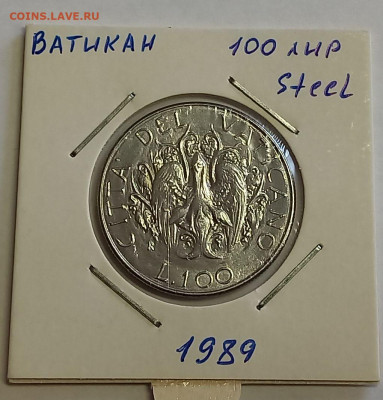 COINS.LAVE.RU
ВАТИКАН 100 лир
Steel
CITTA' DEL VATICANO
L.100
1989